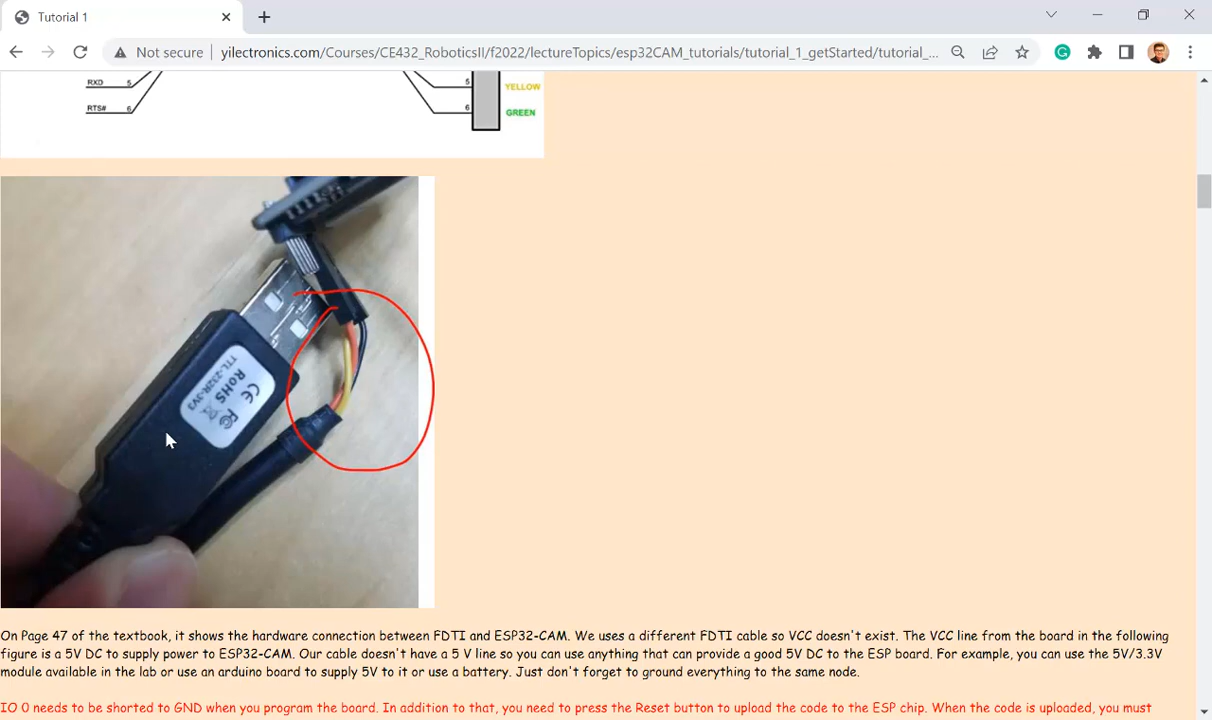 Tutorial 1
Not secure yilectronics.com/Courses/CE432_RoboticsII/f2022/lectureTopics/esp32CAM_tutorials/tutorial_1_getStarted/tutorial_...
RXD 5
5 YELLOW
RTS# 6
6 GREEN
TTL-232R-3V3
RoHS
CE FC
On Page 47 of the textbook, it shows the hardware connection between FDTI and ESP32-CAM. We uses a different FDTI cable so VCC doesn't exist. The VCC line from the board in the following
figure is a 5V DC to supply power to ESP32-CAM. Our cable doesn't have a 5 V line so you can use anything that can provide a good 5V DC to the ESP board. For example, you can use the 5V/3.3V
module available in the lab or use an arduino board to supply 5V to it or use a battery. Just don't forget to ground everything to the same node.
IO 0 needs to be shorted to GND when you program the board. In addition to that, you need to press the Reset button to upload the code to the ESP chip. When the code is uploaded, you must